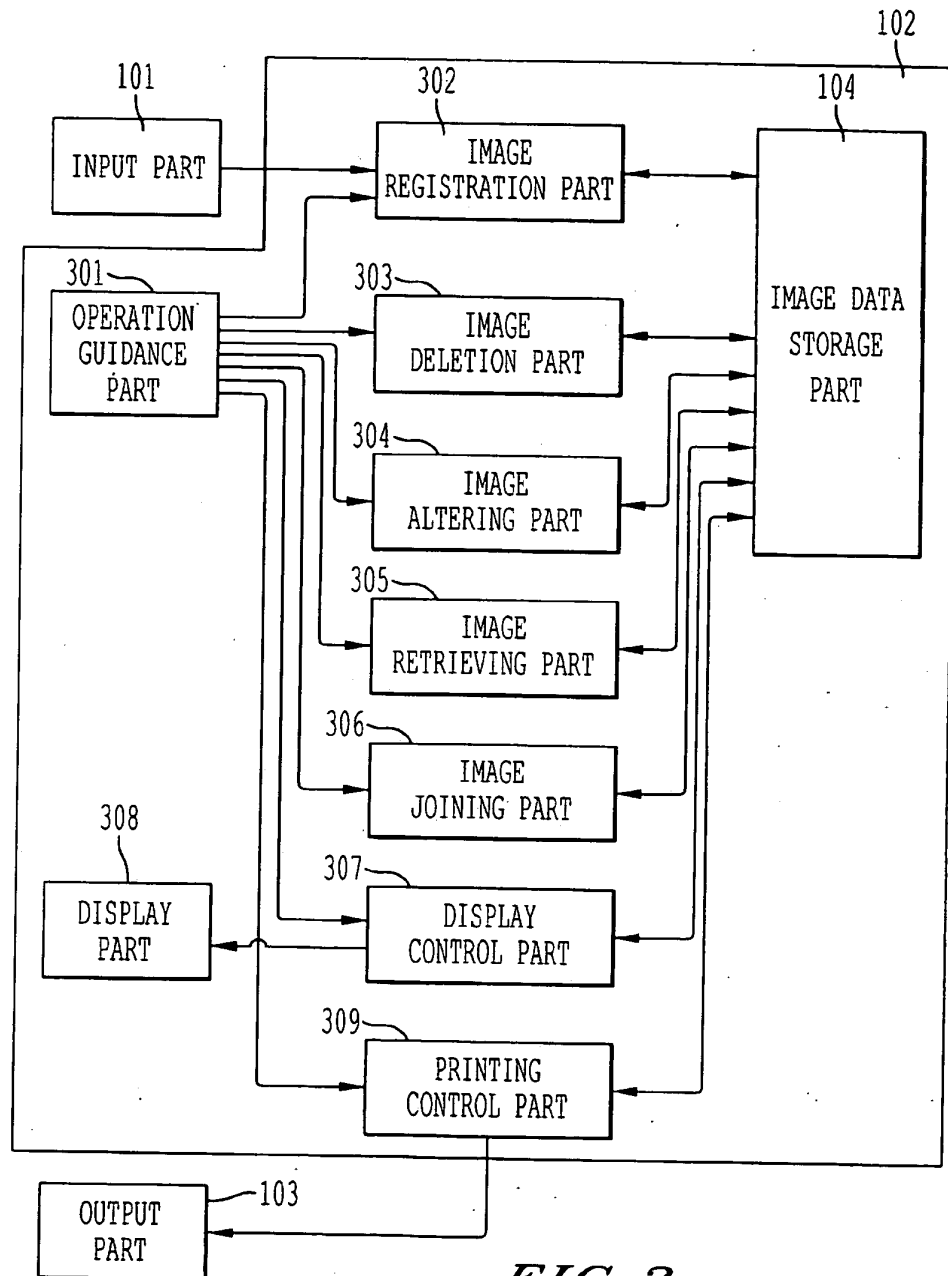 102
101
302
104
INPUT PART
IMAGE
REGISTRATION PART
301
OPERATION
GUIDANCE
PART
303
IMAGE
DELETION PART
IMAGE DATA
STORAGE
PART
304
IMAGE
ALTERING PART
305
IMAGE
RETRIEVING PART
306
IMAGE
JOINING PART
308
DISPLAY
PART
307
DISPLAY
CONTROL PART
309
PRINTING
CONTROL PART
103
OUTPUT
PART